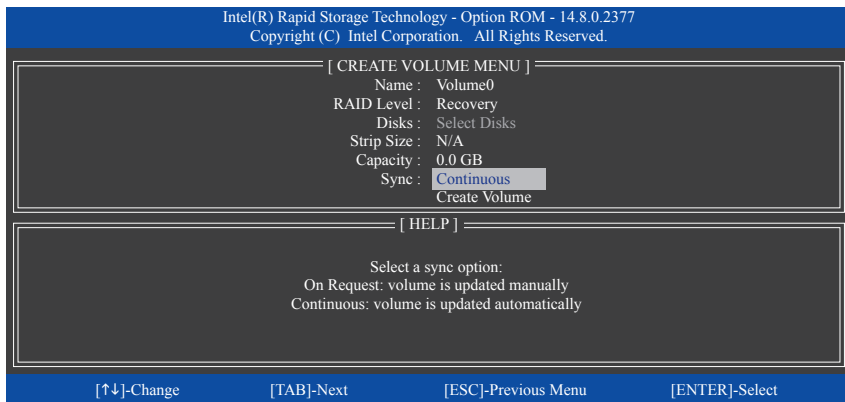 Intel(R) Rapid Storage Technology - Option ROM - 14.8.0.2377
Copyright (C) Intel Corporation. All Rights Reserved.
[ CREATE VOLUME MENU ]
Name : Volume0
RAID Level : Recovery
Disks : Select Disks
Strip Size : N/A
Capacity : 0.0 GB
Sync : Continuous
Create Volume
[ HELP ]
Select a sync option:
On Request: volume is updated manually
Continuous: volume is updated automatically
[↑↓]-Change [TAB]-Next [ESC]-Previous Menu [ENTER]-Select